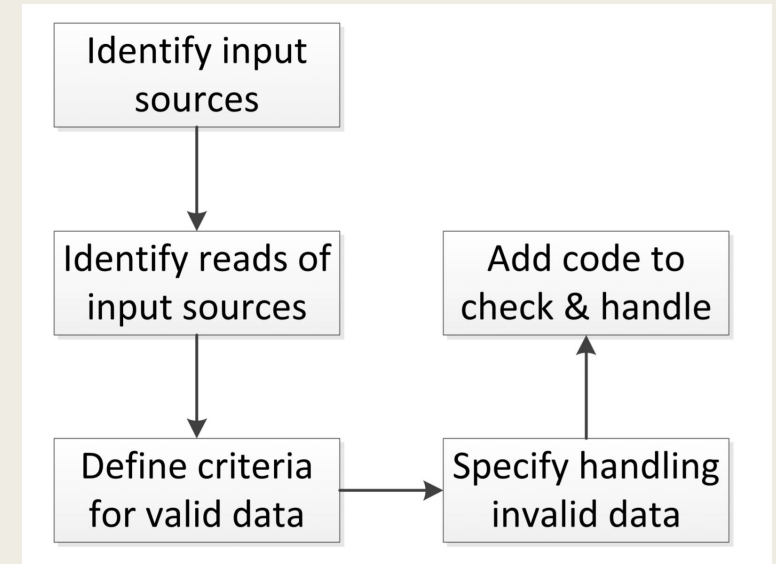 Identify input
sources
Identify reads of
input sources
Define criteria
for valid data
Specify handling
invalid data
Add code to
check & handle